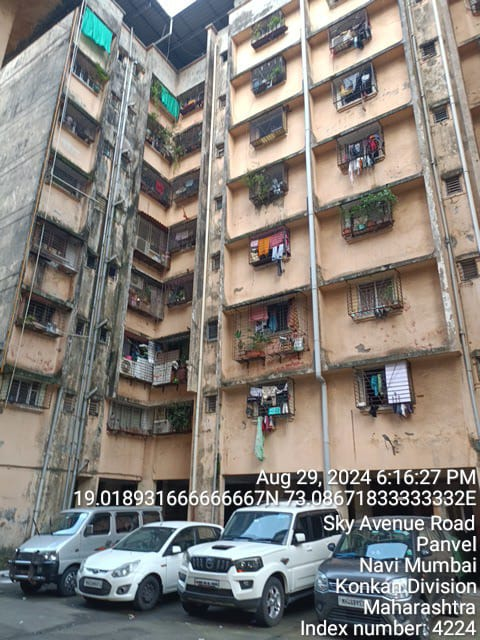 Aug 29, 2024 6:16:27 PM
19.018931666666667N 73.08671833333332E
Sky Avenue Road
Panvel
Navi Mumbai
Konkan Division
Maharashtra
Index number: 4224